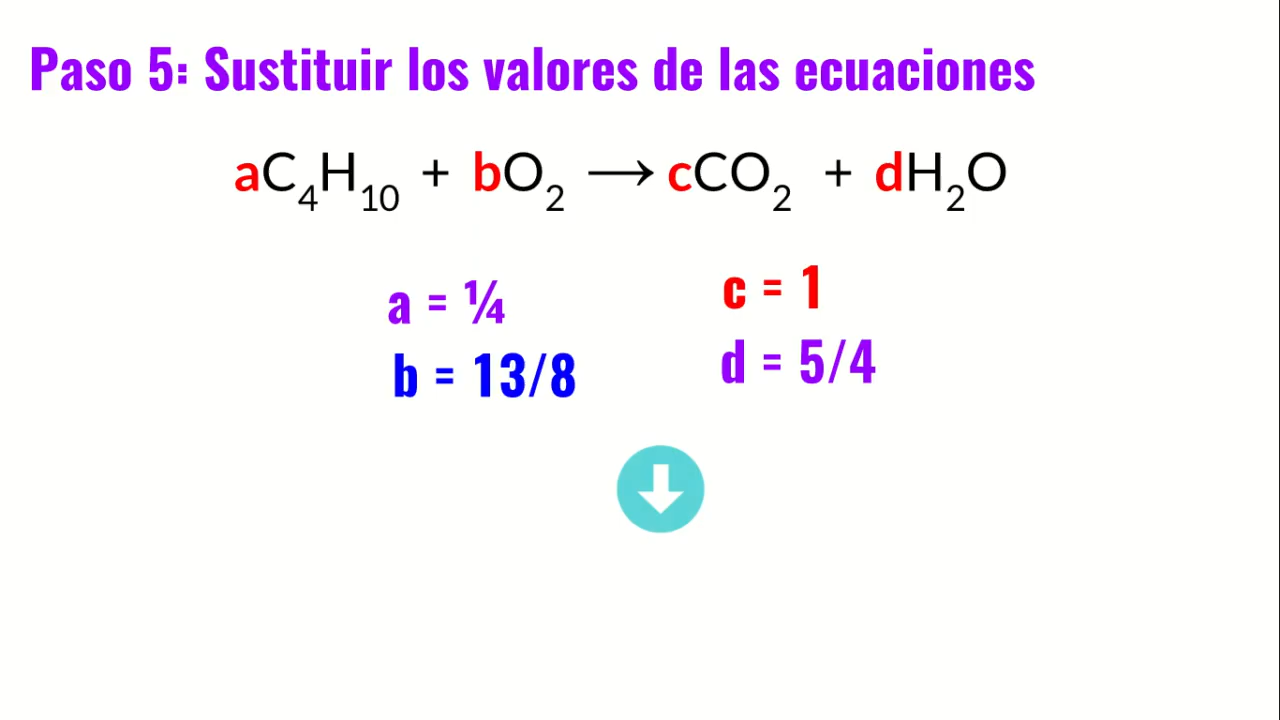 Paso 5: Sustituir los valores de las ecuaciones
aC₄H₁₀ + bO₂ → cCO₂ + dH₂O
a = ¼
b = 13/8
c = 1
d = 5/4